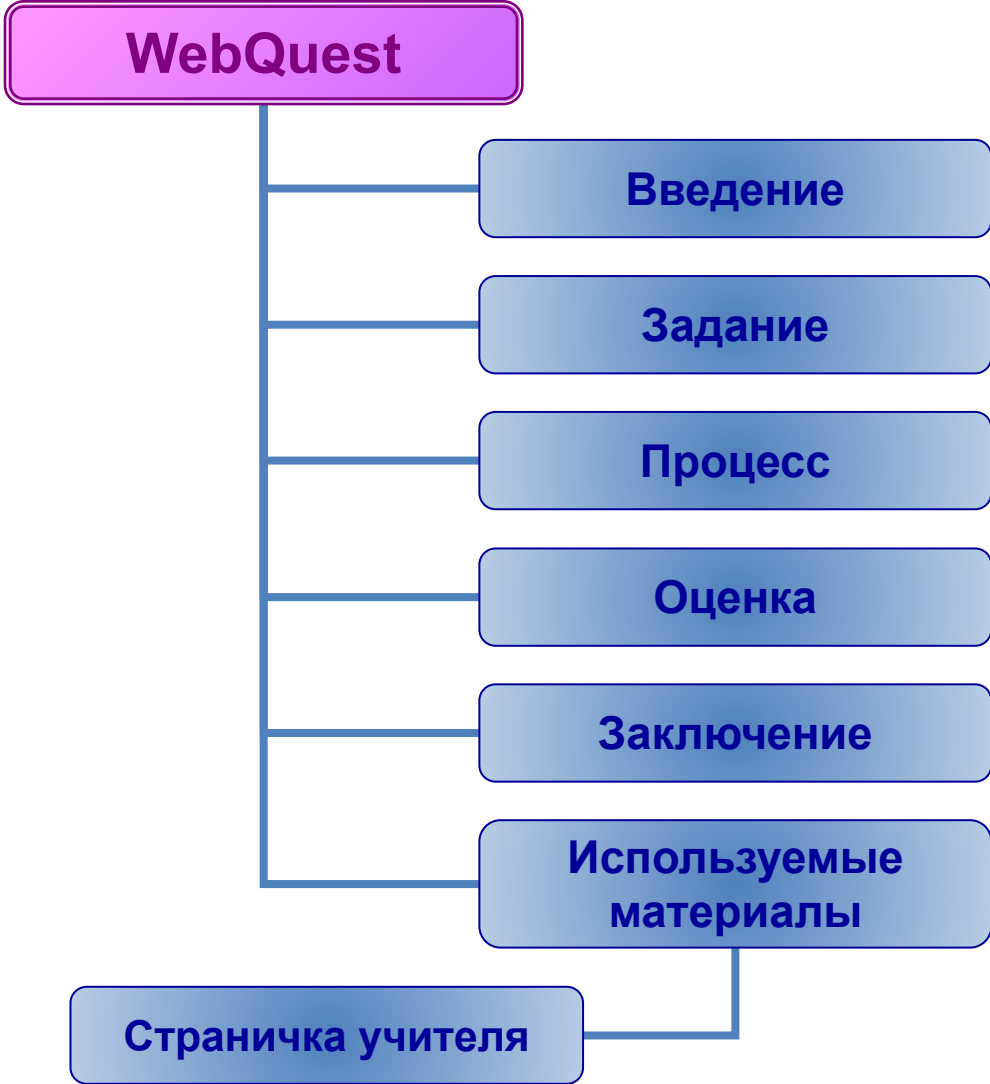 WebQuest
Введение
Задание
Процесс
Оценка
Заключение
Используемые
материалы
Страничка учителя